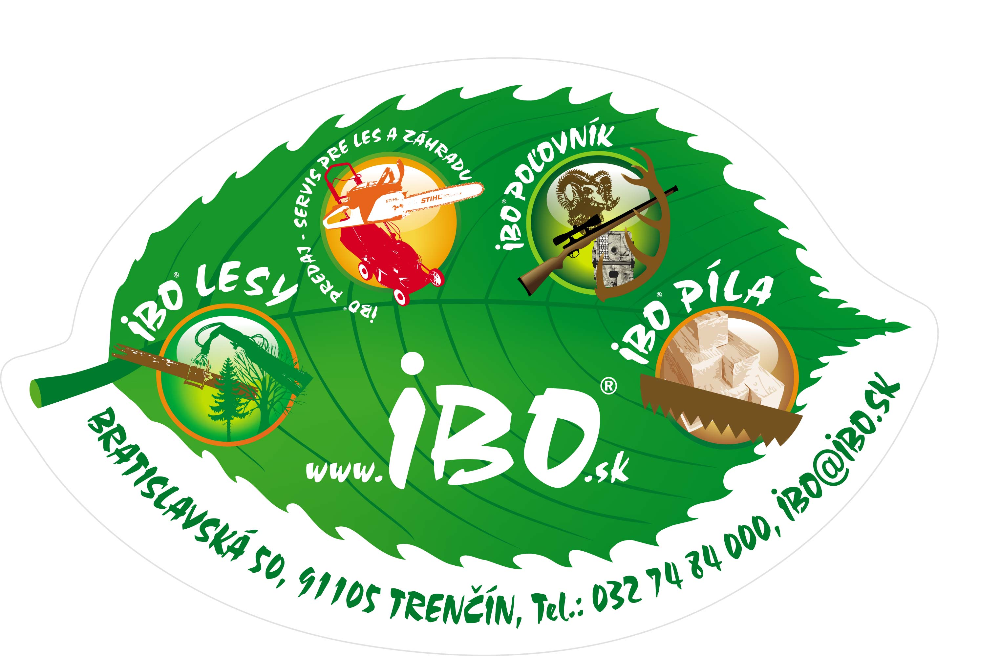 iBO® LESY
iBO® PREDAJ - SERVIS PRE LES A ZÁHRADU
STIHL
STIHL
iBO® POĽOVNÍK
iBO® PÍLA
www.iBO®.sk
BRATISLAVSKÁ 50, 91105 TRENČÍN, Tel.: 032 74 84 000, iBO@iBO.sk